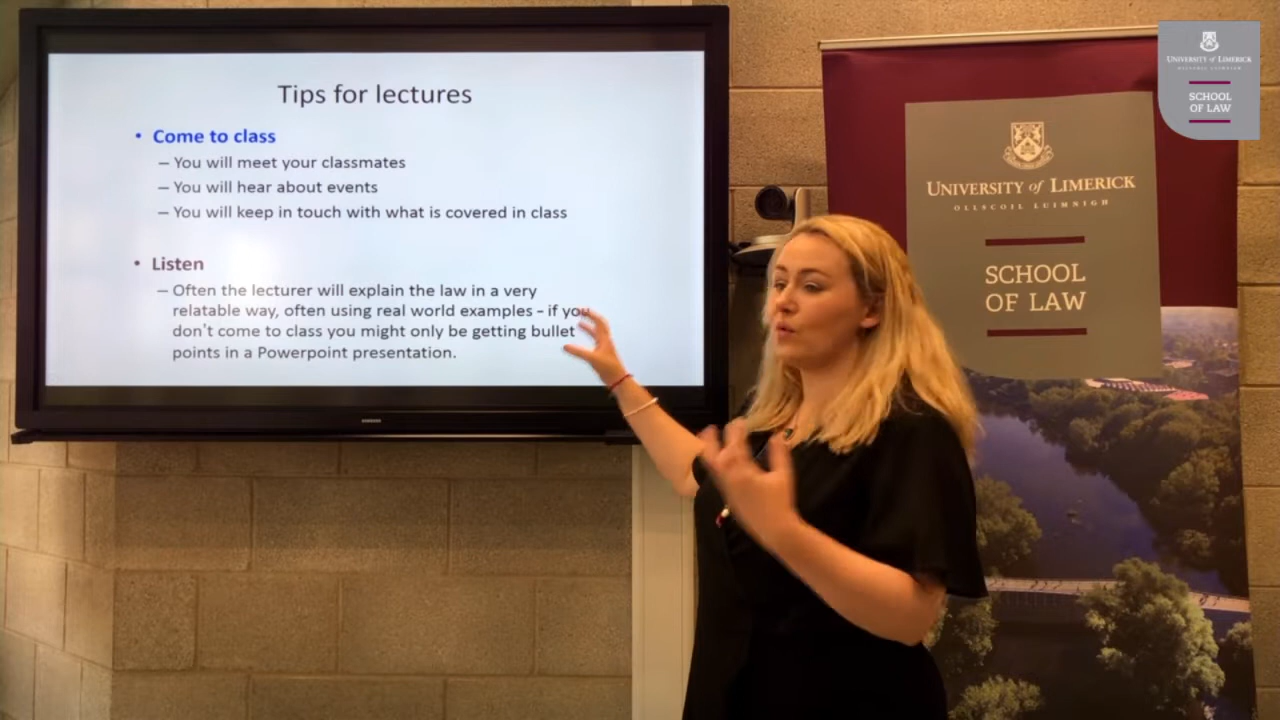 Tips for lectures
• Come to class
– You will meet your classmates
– You will hear about events
– You will keep in touch with what is covered in class
• Listen
– Often the lecturer will explain the law in a very
relatable way, often using real world examples – if you
don't come to class you might only be getting bullet
points in a Powerpoint presentation.
SAMSUNG
UNIVERSITY of LIMERICK
OLLSCOIL LUIMNIGH
SCHOOL
OF LAW
UNIVERSITY of LIMERICK
OLLSCOIL LUIMNIGH
SCHOOL
OF LAW